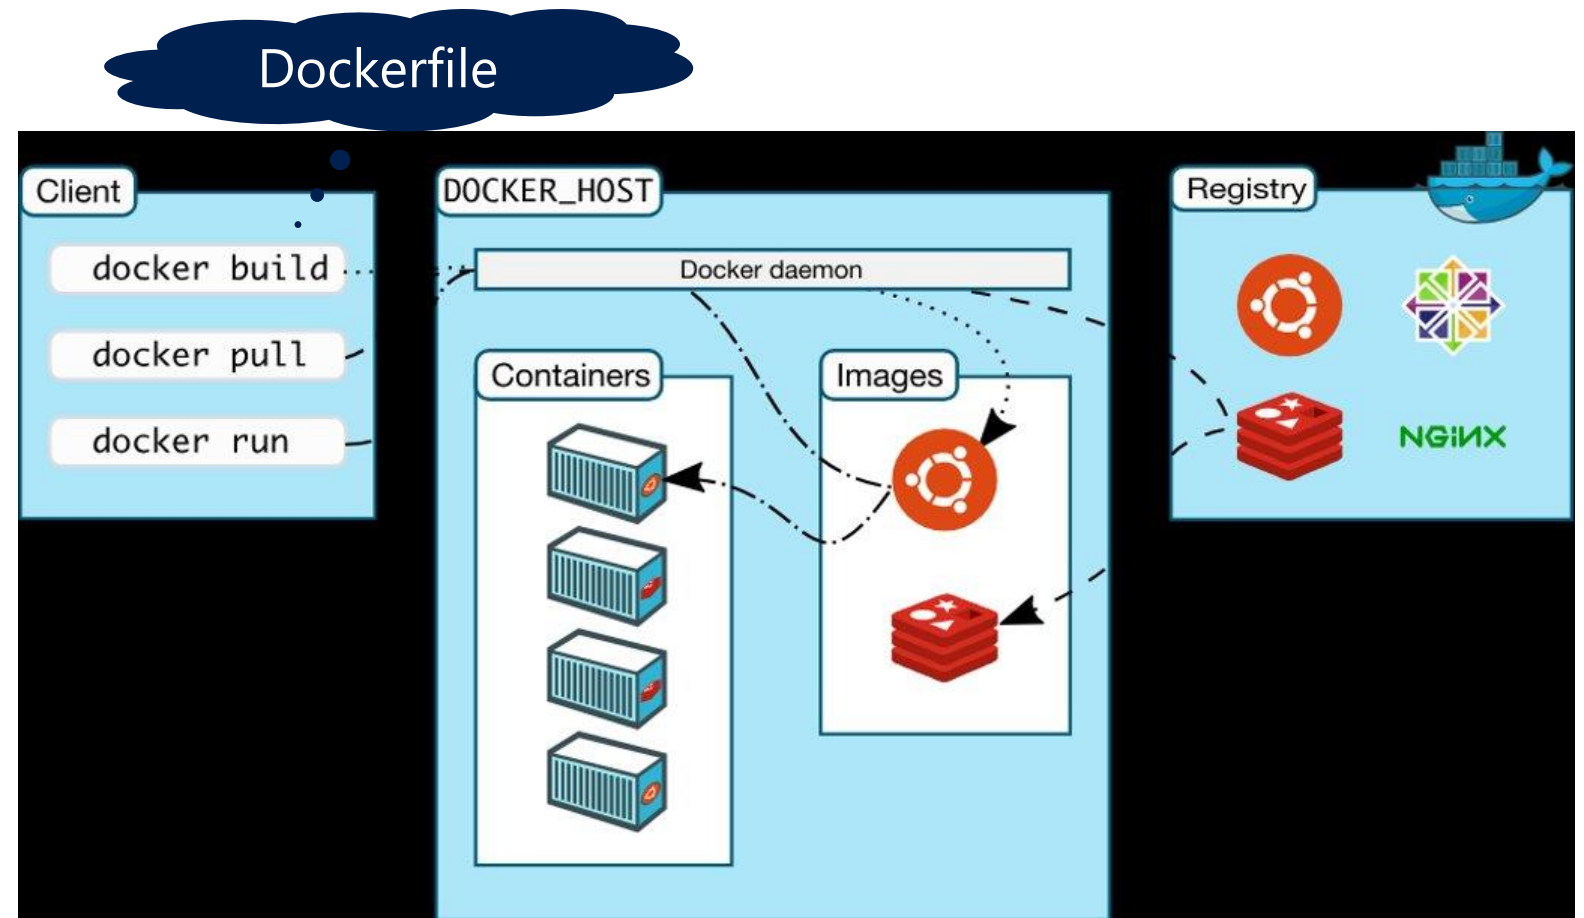 Dockerfile
Client
docker build
docker pull
docker run
DOCKER_HOST
Docker daemon
Containers
Images
Registry
NGINX